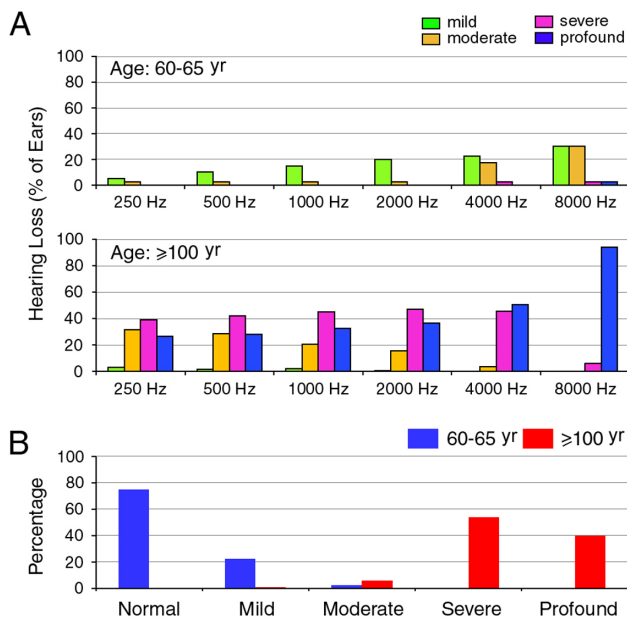 A
mild
severe
moderate
profound
Hearing Loss (% of Ears)
100
80
60
40
20
0
Age: 60-65 yr
250 Hz 500 Hz 1000 Hz 2000 Hz 4000 Hz 8000 Hz
100
80
60
40
20
0
Age: ⩾100 yr
250 Hz 500 Hz 1000 Hz 2000 Hz 4000 Hz 8000 Hz
B
60-65 yr ≥100 yr
Percentage
100
80
60
40
20
0
Normal Mild Moderate Severe Profound